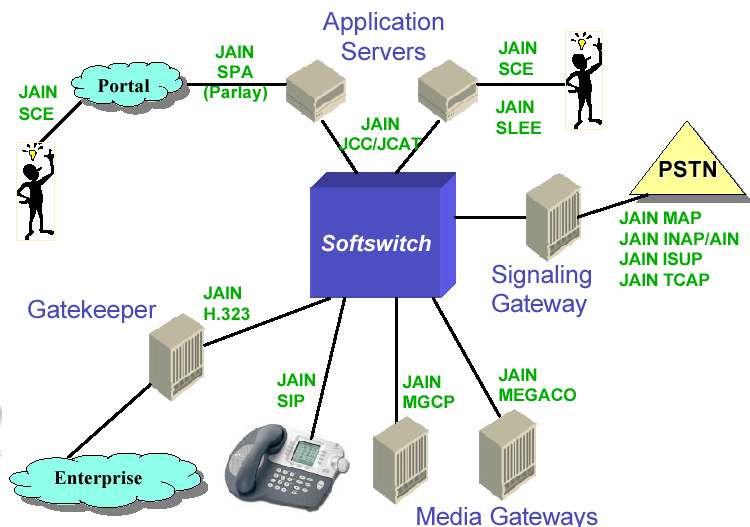 Application
Servers
JAIN
SPA
(Parlay)
JAIN
SCE
Portal
JAIN
SCE
JAIN
SLEE
JAIN
JCC/JCAT
PSTN
Softswitch
JAIN MAP
JAIN INAP/AIN
JAIN ISUP
JAIN TCAP
Signaling
Gateway
Gatekeeper
JAIN
H.323
JAIN
SIP
JAIN
MGCP
JAIN
MEGACO
Enterprise
Media Gateways